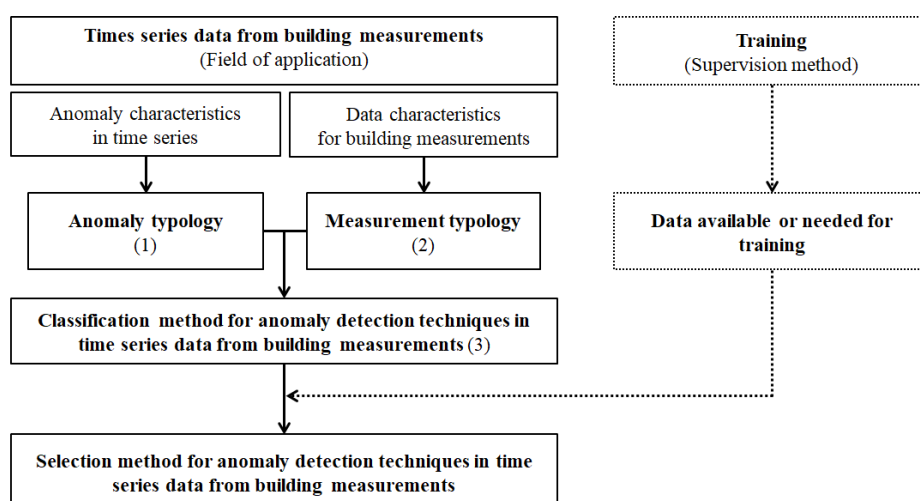 Times series data from building measurements
(Field of application)
Training
(Supervision method)
Anomaly characteristics
in time series
Data characteristics
for building measurements
Anomaly typology
(1)
Measurement typology
(2)
Data available or needed for
training
Classification method for anomaly detection techniques in
time series data from building measurements (3)
Selection method for anomaly detection techniques in time
series data from building measurements